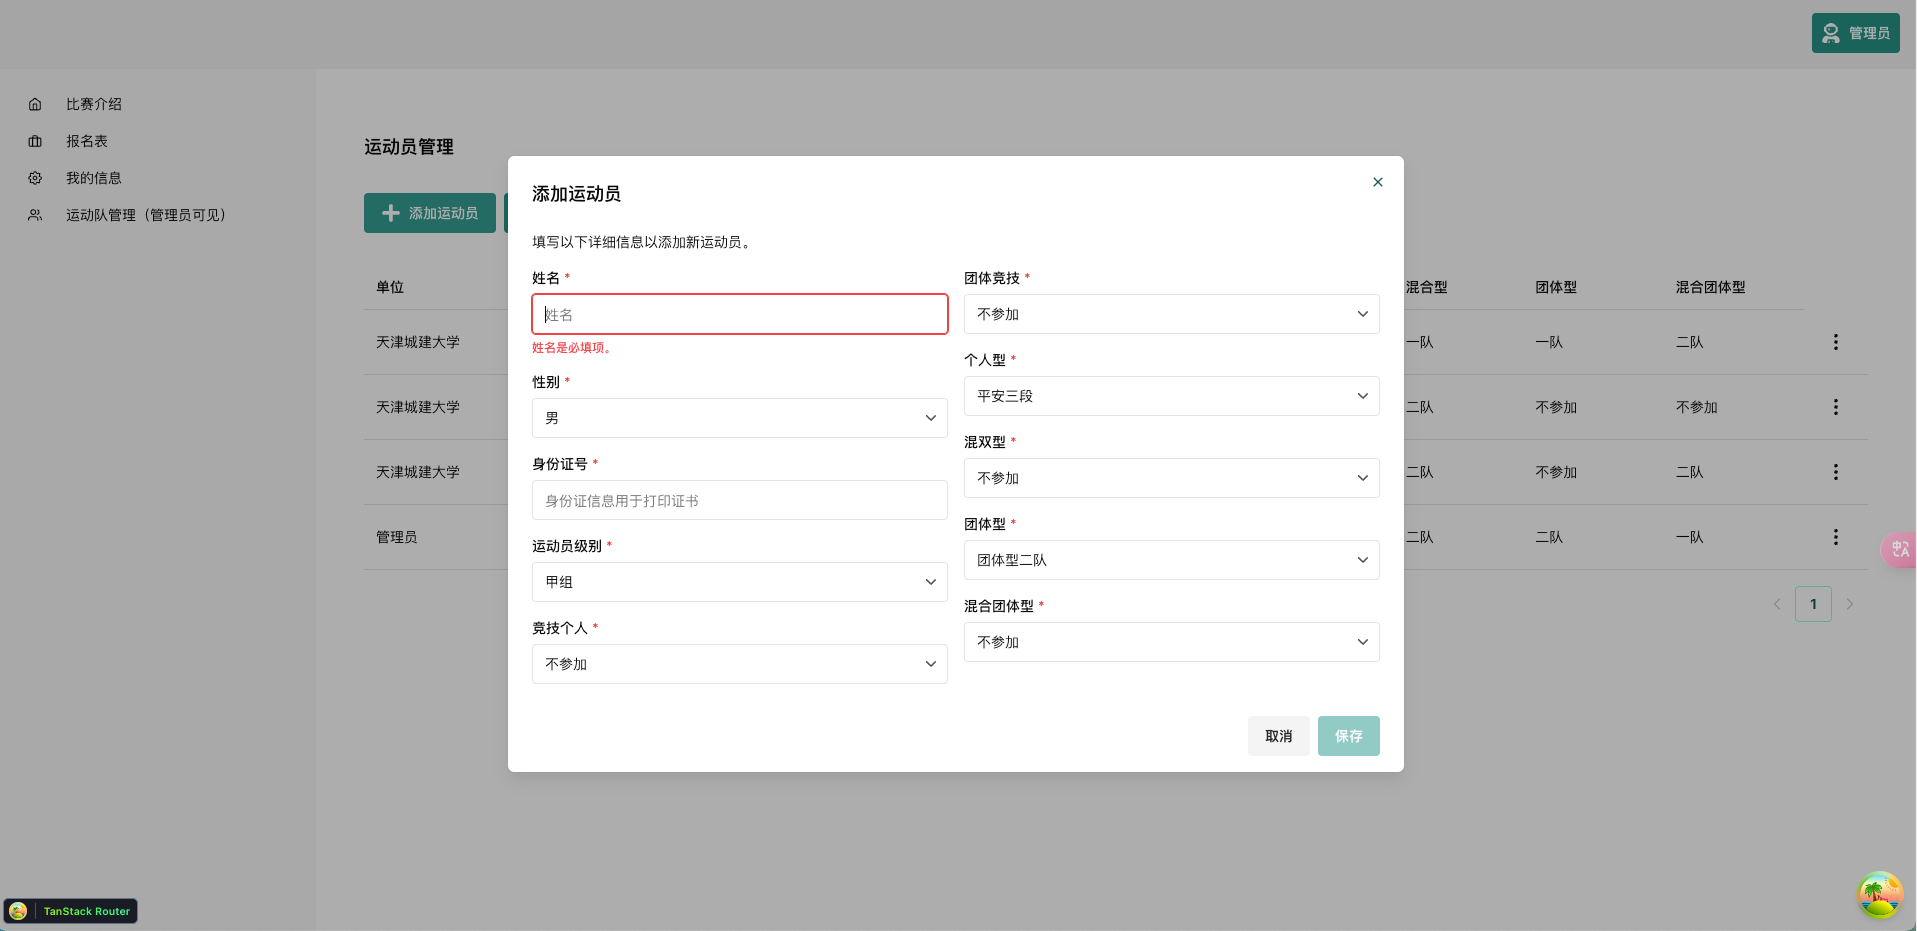 管理员
比赛介绍
报名表
我的信息
运动队管理（管理员可见）
运动员管理
添加运动员
单位
混合型
团体型
混合团体型
天津城建大学
一队
一队
二队
天津城建大学
二队
不参加
不参加
天津城建大学
二队
不参加
二队
管理员
二队
二队
一队
1
添加运动员
填写以下详细信息以添加新运动员。
姓名 *
姓名
姓名是必填项。
性别 *
男
身份证号 *
身份证信息用于打印证书
运动员级别 *
甲组
竞技个人 *
不参加
团体竞技 *
不参加
个人型 *
平安三段
混双型 *
不参加
团体型 *
团体型二队
混合团体型 *
不参加
取消
保存
中A
TanStack Router